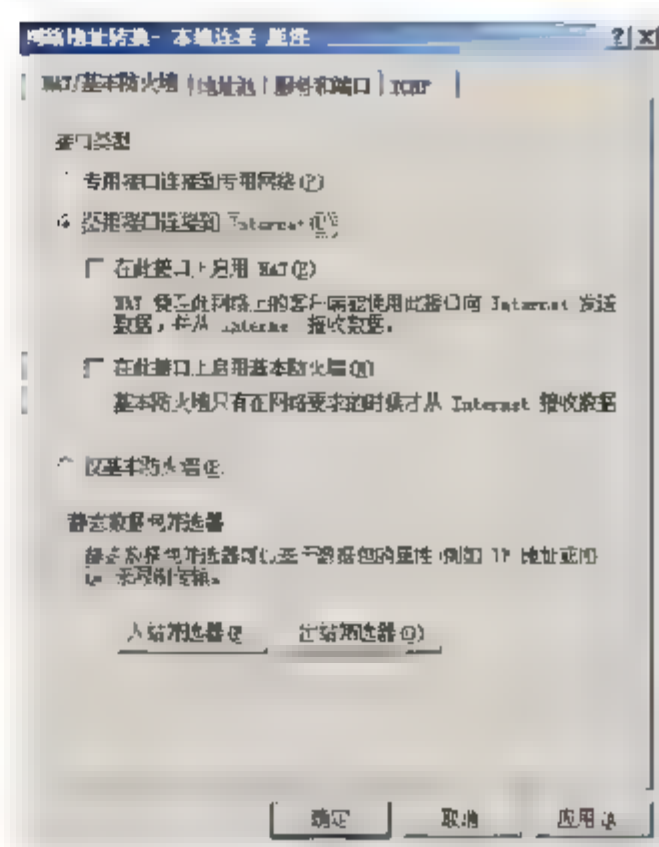 网络地址转换 - 本地连接 属性
NAT/基本防火墙 地址池 服务和端口 ICMP
接口类型
专用接口连接到专用网络(P)
公用接口连接到 Internet(U)
在此接口上启用 NAT(E)
NAT 使在此网络上的客户端能使用此接口向 Internet 发送
数据，并从 Internet 接收数据。
在此接口上启用基本防火墙(N)
基本防火墙只有在网络要求的时候才从 Internet 接收数据
仅基本防火墙
静态数据包筛选器
静态数据包筛选器可以基于数据包的属性 例如 IP 地址或
来限制
入站筛选器
出站筛选器(O)
确定 取消 应用(A)